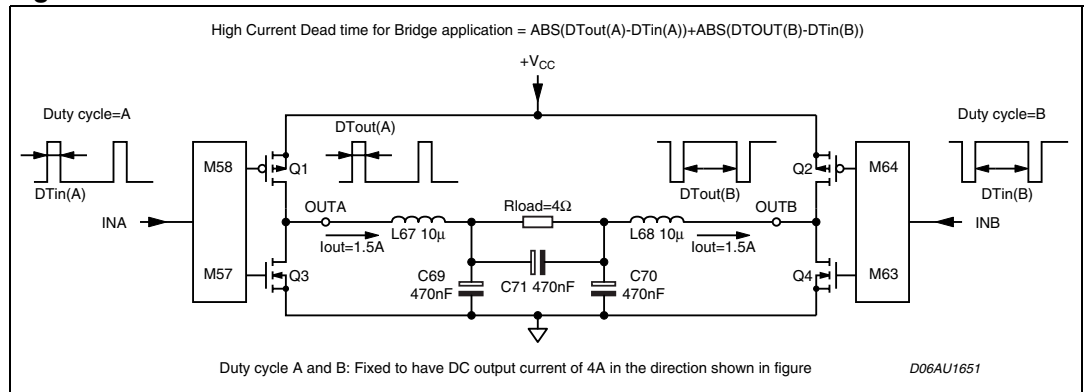 High Current Dead time for Bridge application = ABS(DTout(A)-DTin(A))+ABS(DTOUT(B)-DTin(B))
+VCC
Duty cycle=A
DTout(A)
Duty cycle=B
M58
Q1
Q2
M64
DTin(A)
DTout(B)
DTin(B)
INA
OUTA
Rload=4Ω
OUTB
INB
L67 10µ
L68 10µ
Iout=1.5A
Iout=1.5A
M57
Q3
C69
470nF
C71 470nF
C70
470nF
Q4
M63
Duty cycle A and B: Fixed to have DC output current of 4A in the direction shown in figure
D06AU1651